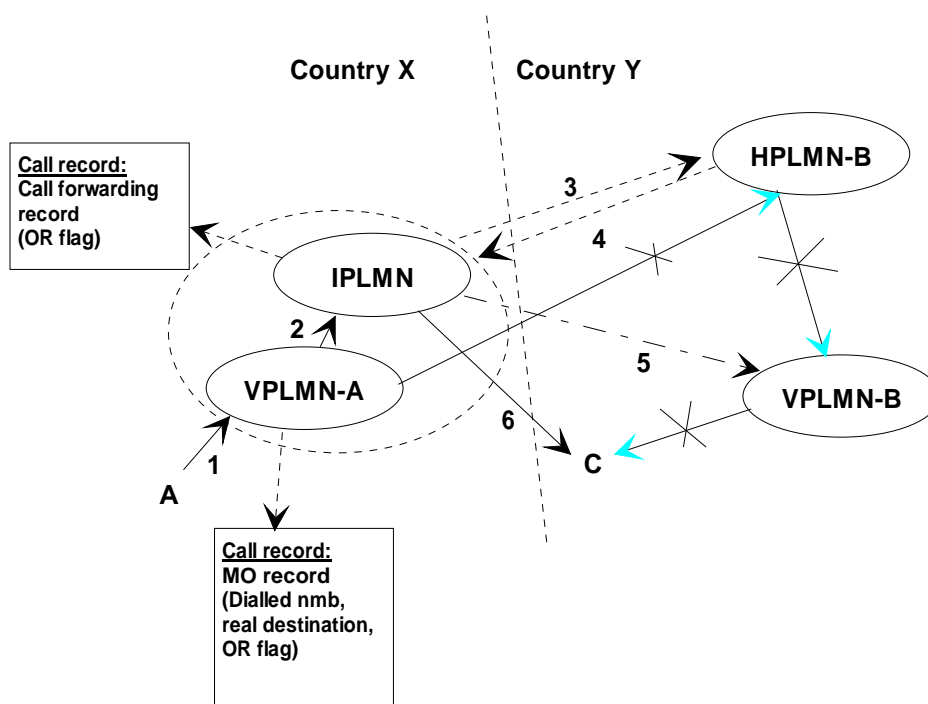 Country X
Country Y
Call record:
Call forwarding
record
(OR flag)
HPLMN-B
3
4
IPLMN
2
5
VPLMN-A
VPLMN-B
6
1
C
A
Call record:
MO record
(Dialled nmb,
real destination,
OR flag)